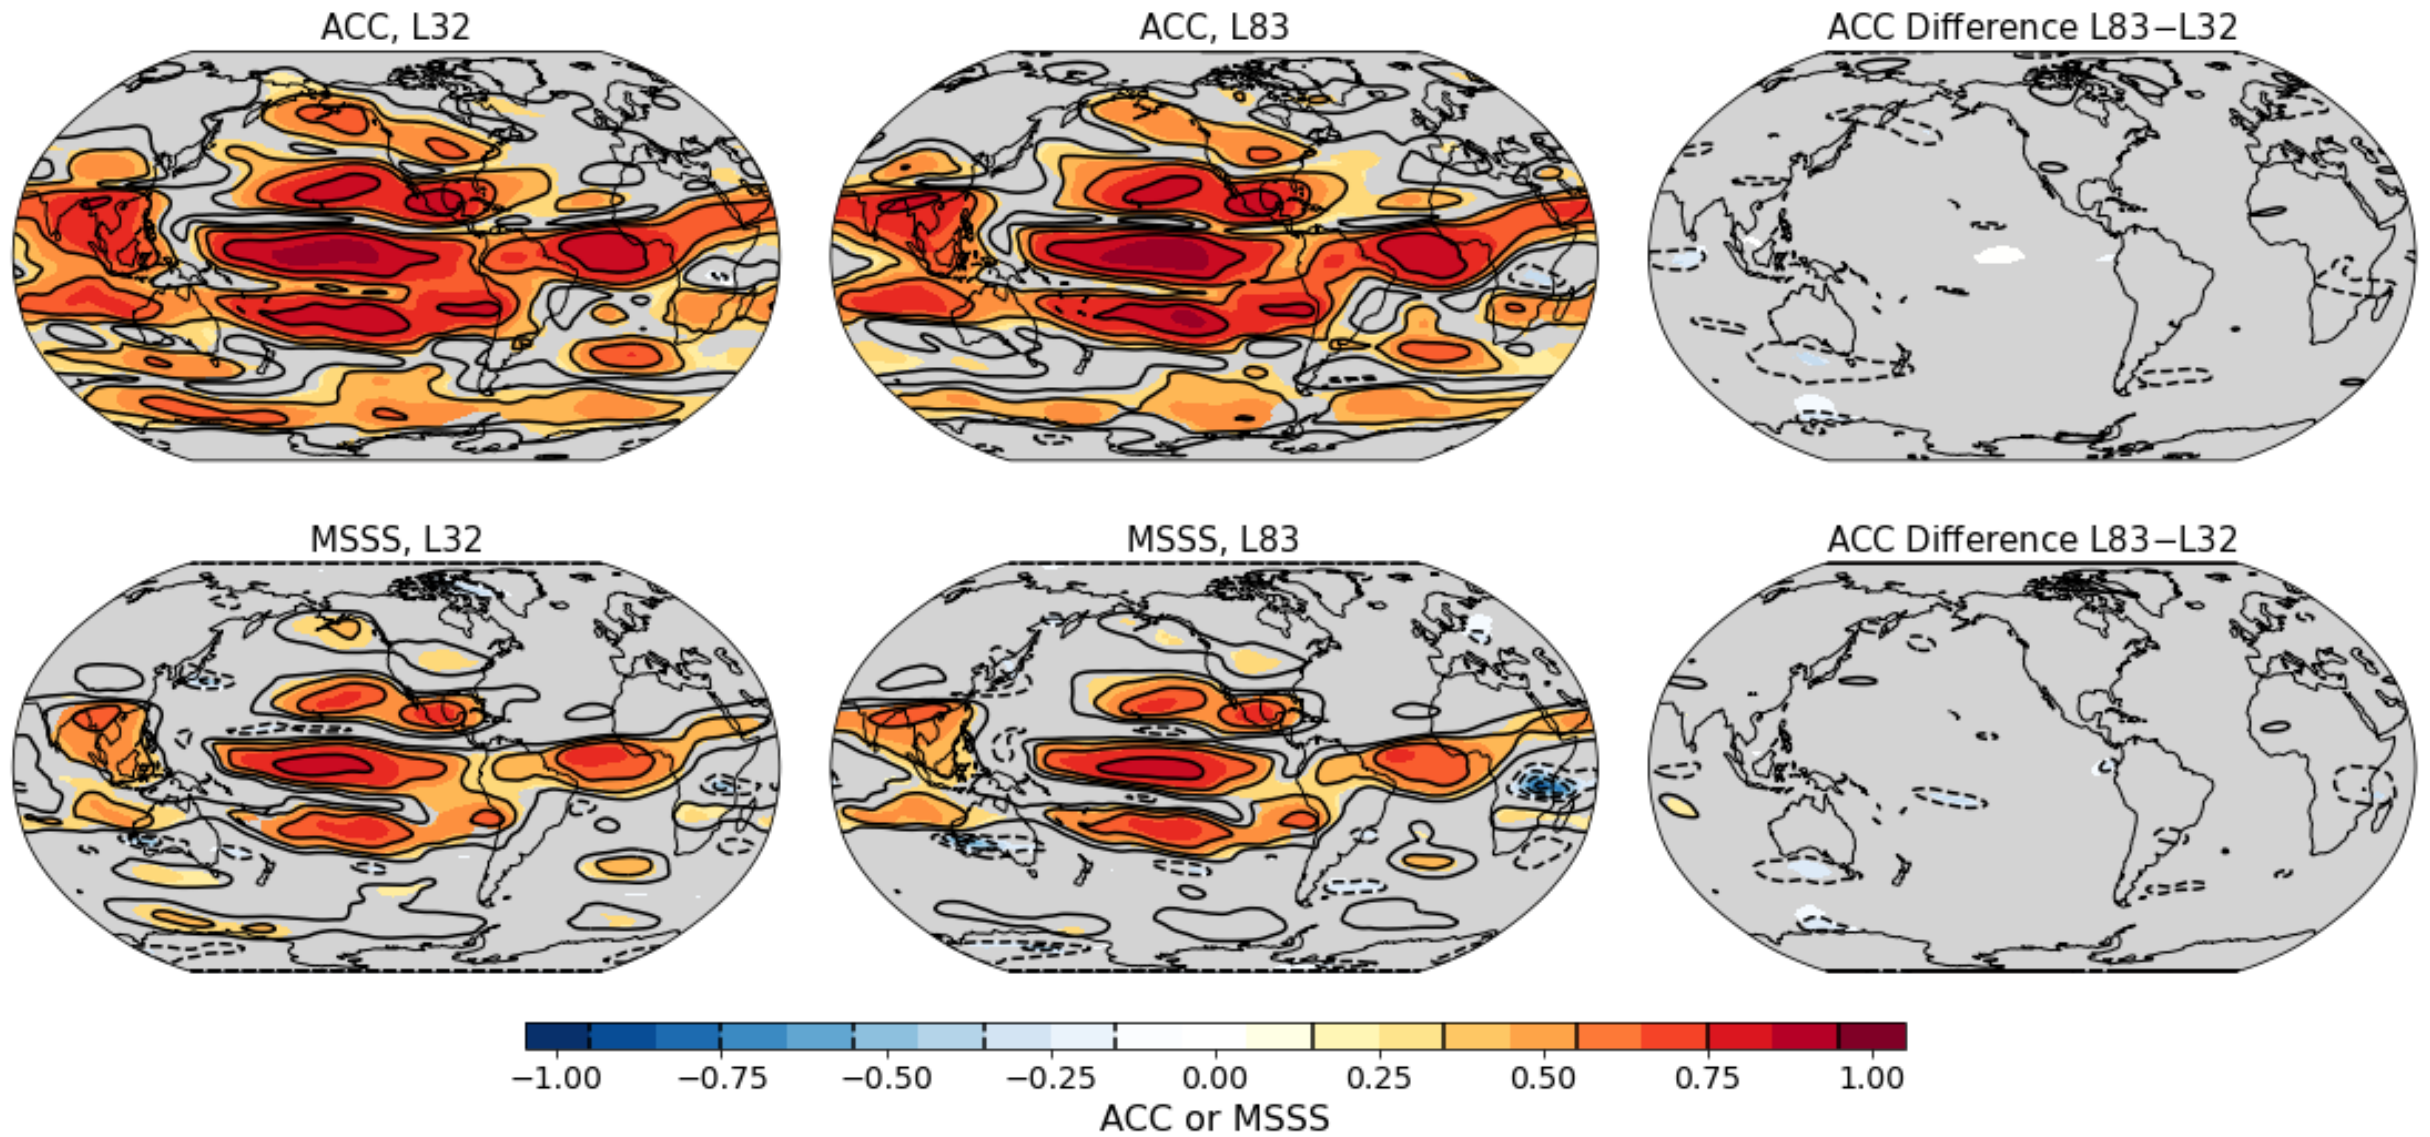 ACC, L32
ACC, L83
ACC Difference L83−L32
MSSS, L32
MSSS, L83
ACC Difference L83−L32
−1.00 −0.75 −0.50 −0.25 0.00 0.25 0.50 0.75 1.00
ACC or MSSS